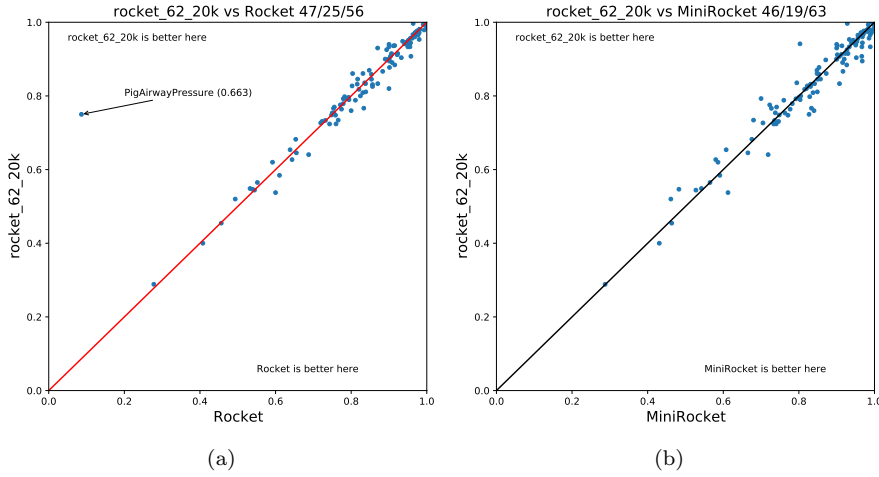 rocket_62_20k vs Rocket 47/25/56
1.0
rocket_62_20k is better here
0.8
PigAirwayPressure (0.663)
0.6
rocket_62_20k
0.4
0.2
Rocket is better here
0.0
0.0 0.2 0.4 0.6 0.8 1.0
Rocket
(a)
rocket_62_20k vs MiniRocket 46/19/63
1.0
rocket_62_20k is better here
0.8
0.6
rocket_62_20k
0.4
0.2
MiniRocket is better here
0.0
0.0 0.2 0.4 0.6 0.8 1.0
MiniRocket
(b)